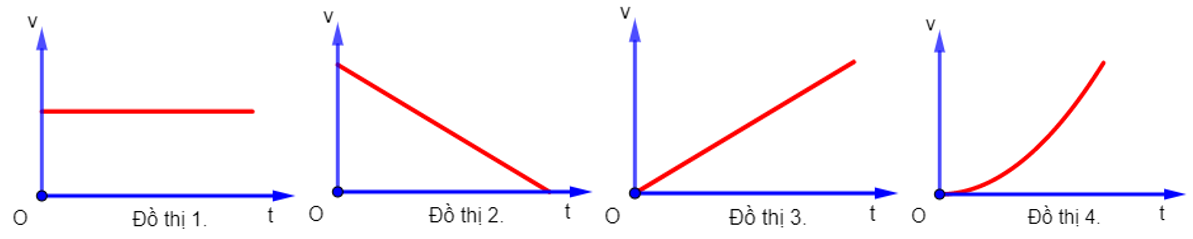 v
O
Đồ thị 1.
t
v
O
Đồ thị 2.
t
v
O
Đồ thị 3.
t
v
O
Đồ thị 4.
t